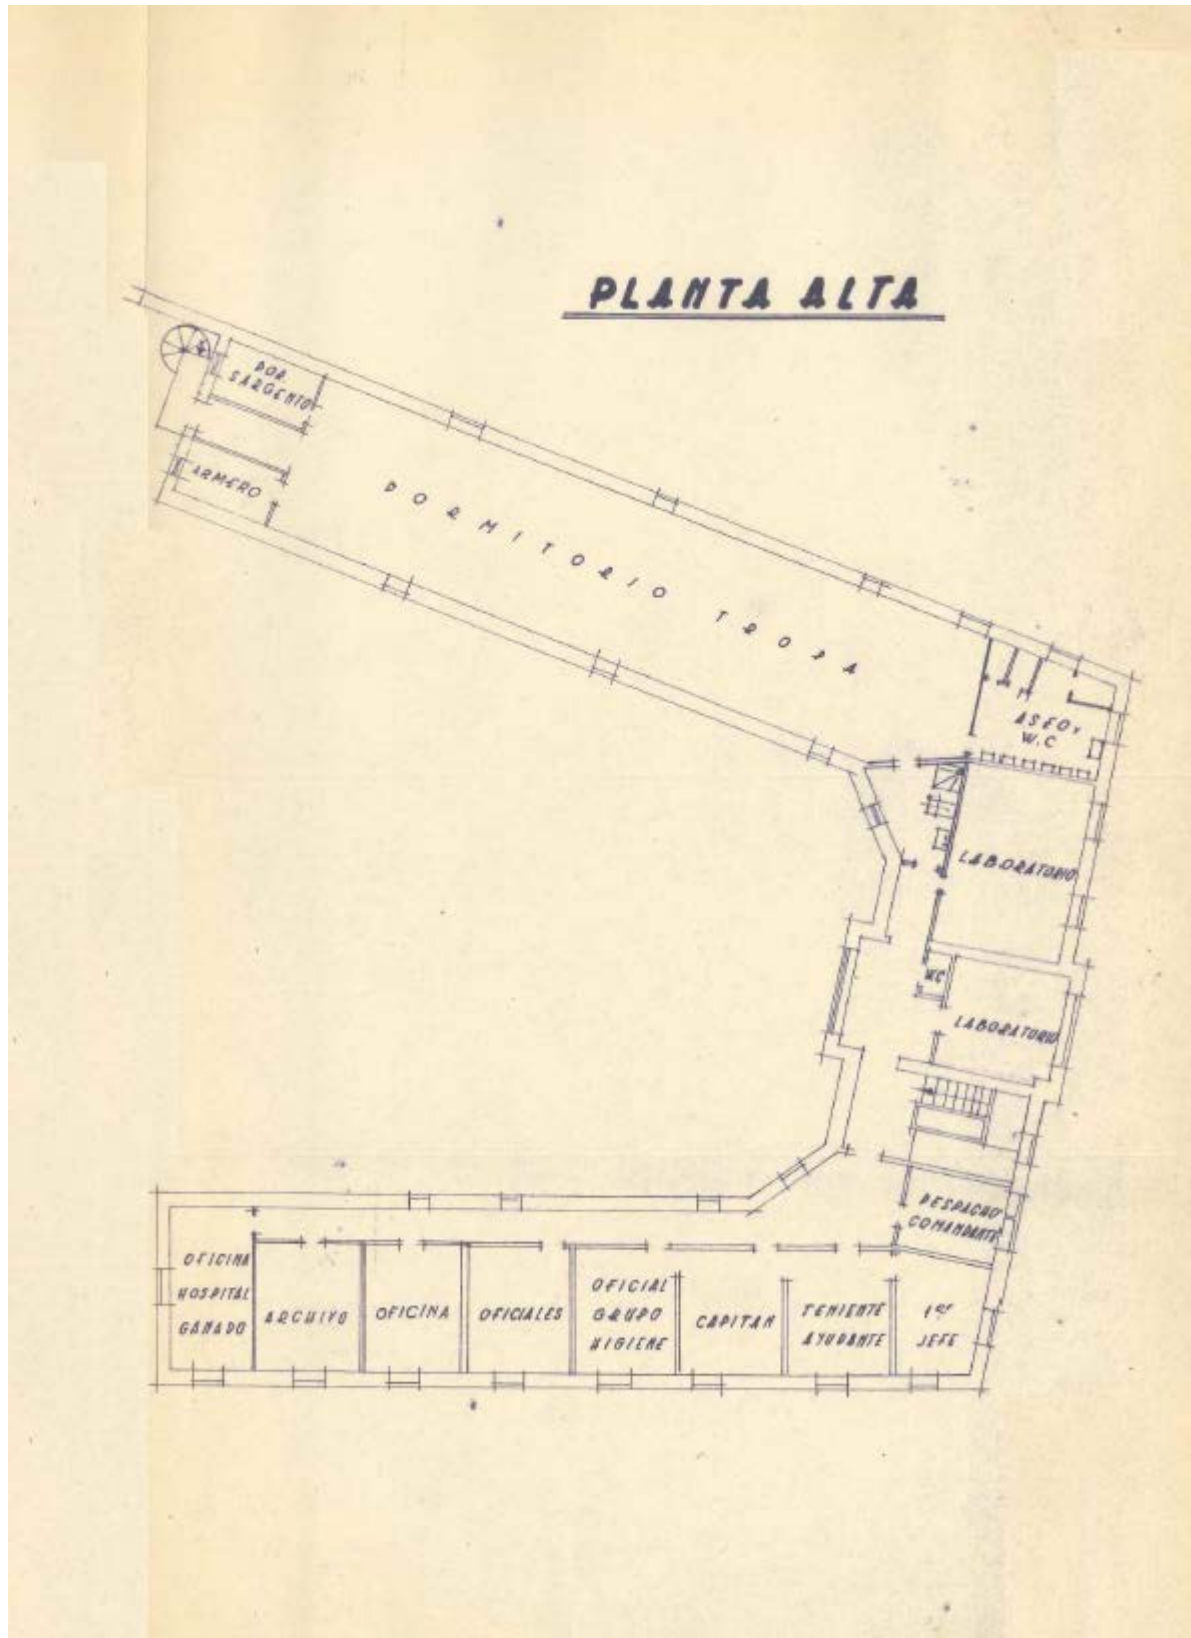 PLANTA ALTA
DOR.
SARGENTO
ARMERO
DORMITORIO TROPA
ASEO Y
W.C
LABORATORIO
W.C
LABORATORIO
DESPACHO
COMANDANTE
OFICINA
HOSPITAL
GANADO
ARCHIVO
OFICINA
OFICIALES
OFICIAL
GRUPO
HIGIENE
CAPITAN
TENIENTE
AYUDANTE
1er
JEFE